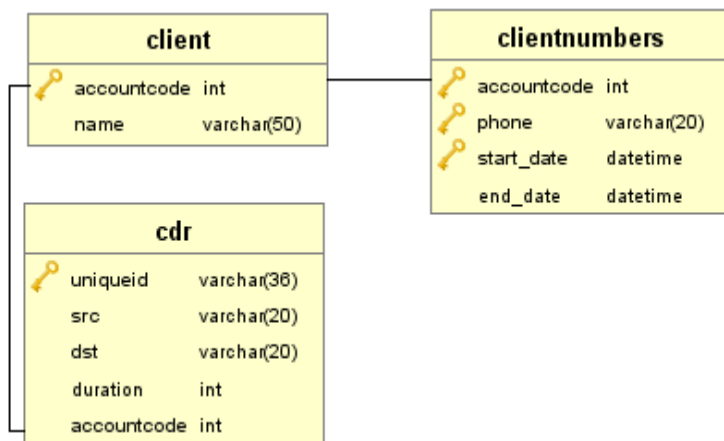 client
accountcode int
name varchar(50)
clientnumbers
accountcode int
phone varchar(20)
start_date datetime
end_date datetime
cdr
uniqueid varchar(36)
src varchar(20)
dst varchar(20)
duration int
accountcode int